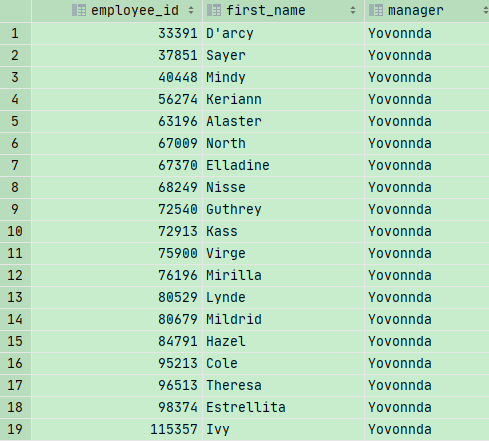 employee_id first_name manager
1 33391 D'arcy Yovonnda
2 37851 Sayer Yovonnda
3 40448 Mindy Yovonnda
4 56274 Keriann Yovonnda
5 63196 Alaster Yovonnda
6 67009 North Yovonnda
7 67370 Elladine Yovonnda
8 68249 Nisse Yovonnda
9 72540 Guthrey Yovonnda
10 72913 Kass Yovonnda
11 75900 Virge Yovonnda
12 76196 Mirilla Yovonnda
13 80529 Lynde Yovonnda
14 80679 Mildrid Yovonnda
15 84791 Hazel Yovonnda
16 95213 Cole Yovonnda
17 96513 Theresa Yovonnda
18 98374 Estrellita Yovonnda
19 115357 Ivy Yovonnda